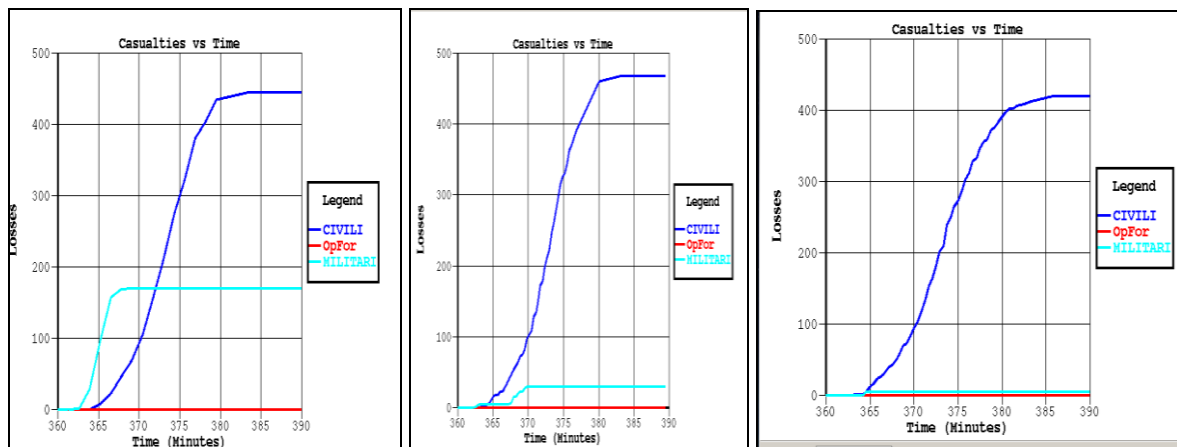 Casualties vs Time
500
400
300
200
100
0
360 365 370 375 380 385 390
Time (Minutes)
Losses
Legend
CIVILI
OpFor
MILITARI
Casualties vs Time
500
400
300
200
100
0
360 365 370 375 380 385 390
Time (Minutes)
Losses
Legend
CIVILI
OpFor
MILITARI
Casualties vs Time
500
400
300
200
100
0
360 365 370 375 380 385 390
Time (Minutes)
Losses
Legend
CIVILI
OpFor
MILITARI